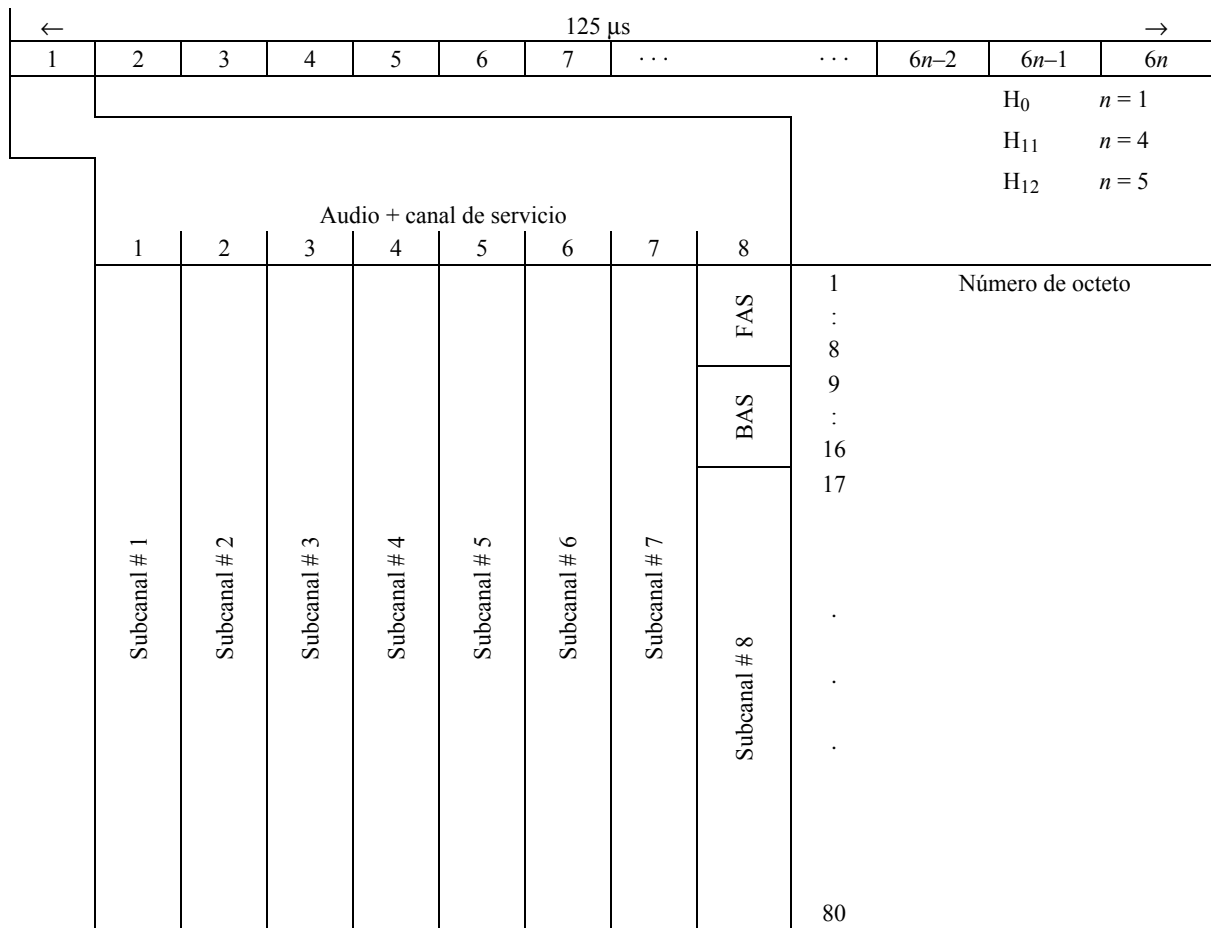 ← 125 μs →
1 2 3 4 5 6 7 · · · · · · 6n–2 6n–1 6n
H0 n = 1
H11 n = 4
H12 n = 5
Audio + canal de servicio
1 2 3 4 5 6 7 8
Subcanal # 1
Subcanal # 2
Subcanal # 3
Subcanal # 4
Subcanal # 5
Subcanal # 6
Subcanal # 7
FAS
BAS
Subcanal # 8
1 Número de octeto
:
8
9
:
16
17
.
.
.
80